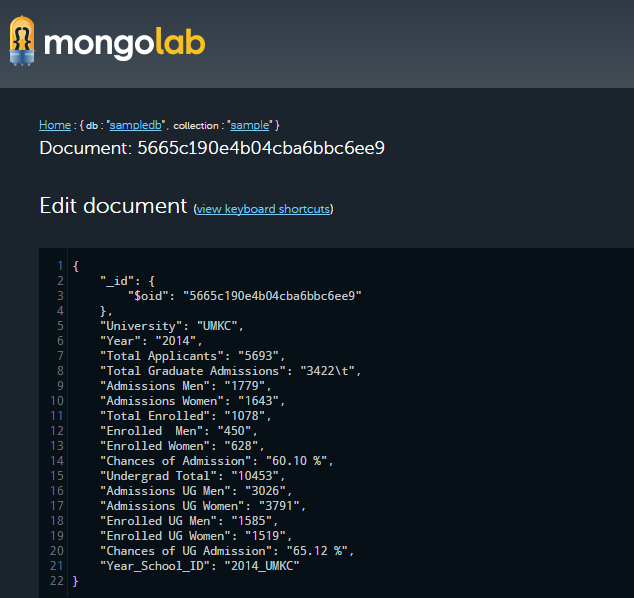 mongolab
Home : { db : "sampledb", collection : "sample" }
Document: 5665c190e4b04cba6bbc6ee9
Edit document (view keyboard shortcuts)
1 {
2 "_id": {
3 "$oid": "5665c190e4b04cba6bbc6ee9"
4 },
5 "University": "UMKC",
6 "Year": "2014",
7 "Total Applicants": "5693",
8 "Total Graduate Admissions": "3422\t",
9 "Admissions Men": "1779",
10 "Admissions Women": "1643",
11 "Total Enrolled": "1078",
12 "Enrolled  Men": "450",
13 "Enrolled Women": "628",
14 "Chances of Admission": "60.10 %",
15 "Undergrad Total": "10453",
16 "Admissions UG Men": "3026",
17 "Admissions UG Women": "3791",
18 "Enrolled UG Men": "1585",
19 "Enrolled UG Women": "1519",
20 "Chances of UG Admission": "65.12 %",
21 "Year_School_ID": "2014_UMKC"
22 }